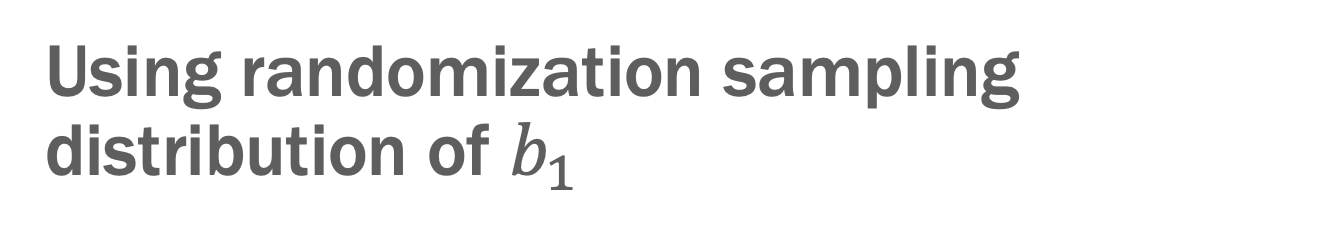 Using randomization sampling
distribution of b₁